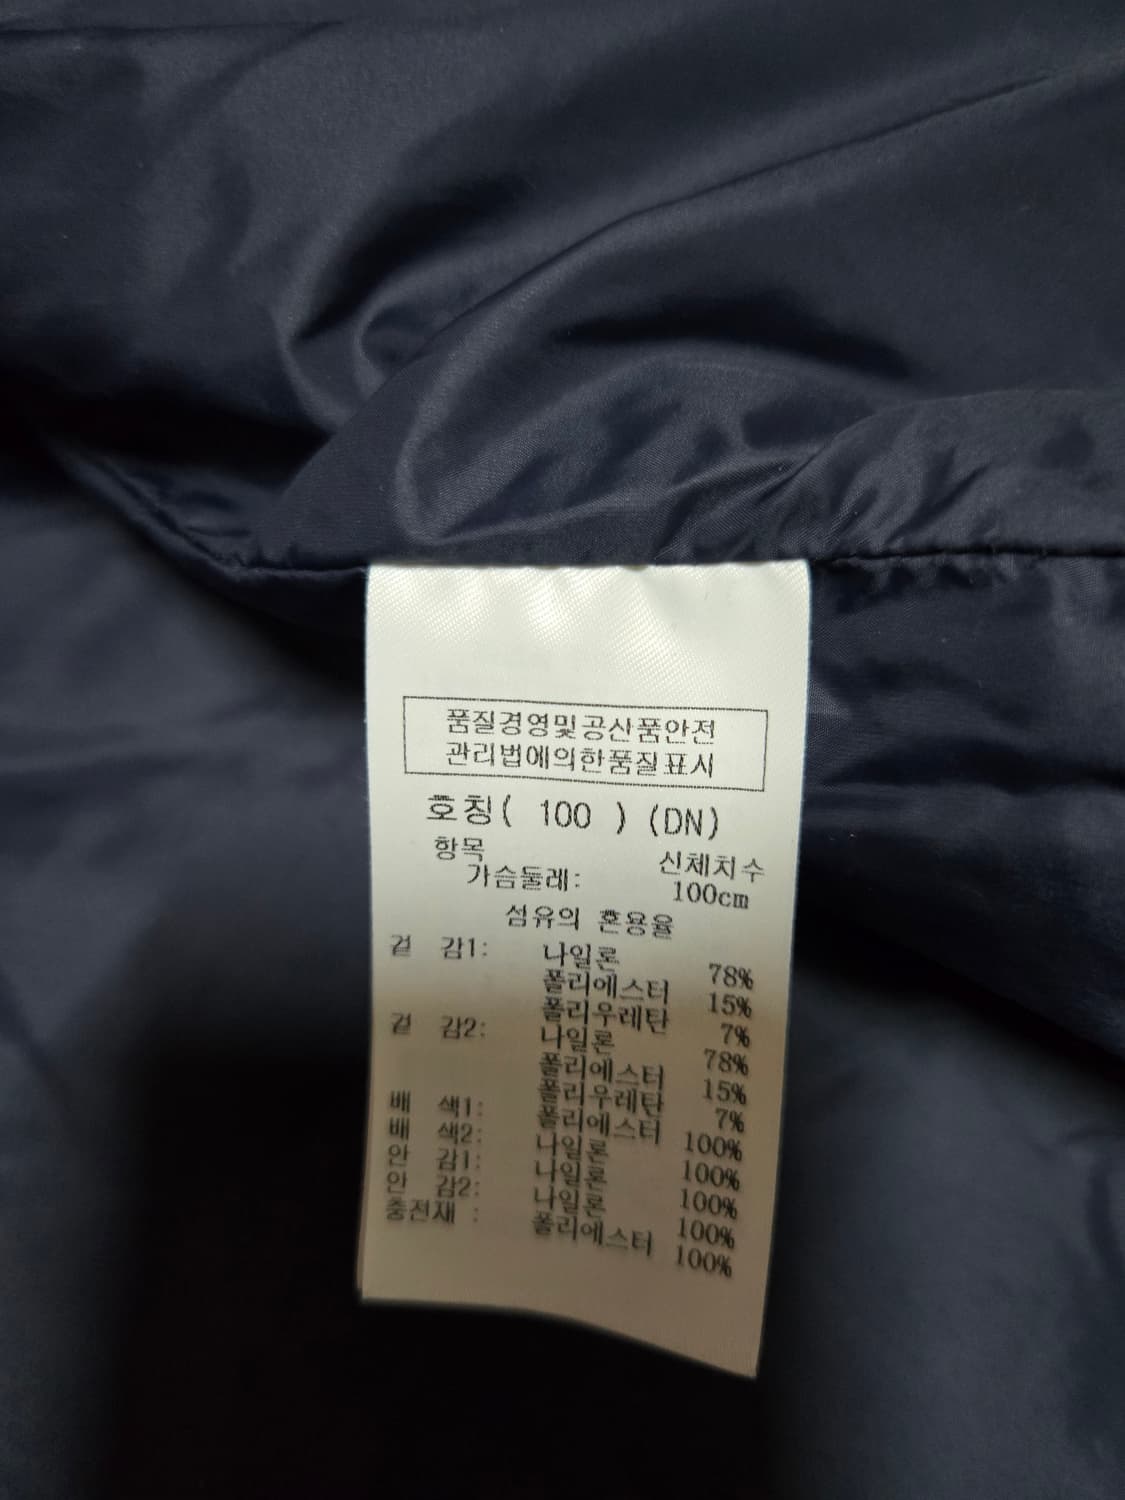 품질경영및공산품안전
관리법에의한품질표시
호칭( 100 ) (DN)
항목 신체치수
가슴둘레: 100cm
섬유의 혼용율
겉 감1: 나일론 78%
폴리에스터 15%
폴리우레탄 7%
겉 감2: 나일론 78%
폴리에스터 15%
폴리우레탄 7%
배 색1: 폴리에스터 100%
배 색2: 나일론 100%
안 감1: 나일론 100%
안 감2: 나일론 100%
충전재 : 폴리에스터 100%